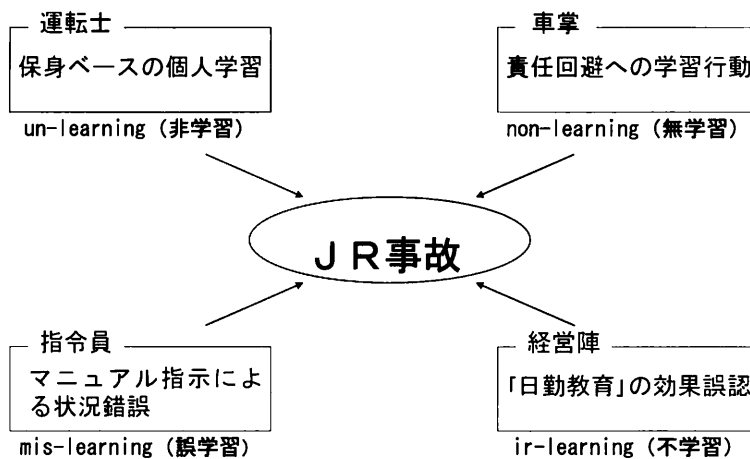 運転士
保身ベースの個人学習
un-learning (非学習)
車掌
責任回避への学習行動
non-learning (無学習)
ＪＲ事故
指令員
マニュアル指示によ
る状況錯誤
mis-learning (誤学習)
経営陣
「日勤教育」の効果誤認
ir-learning (不学習)